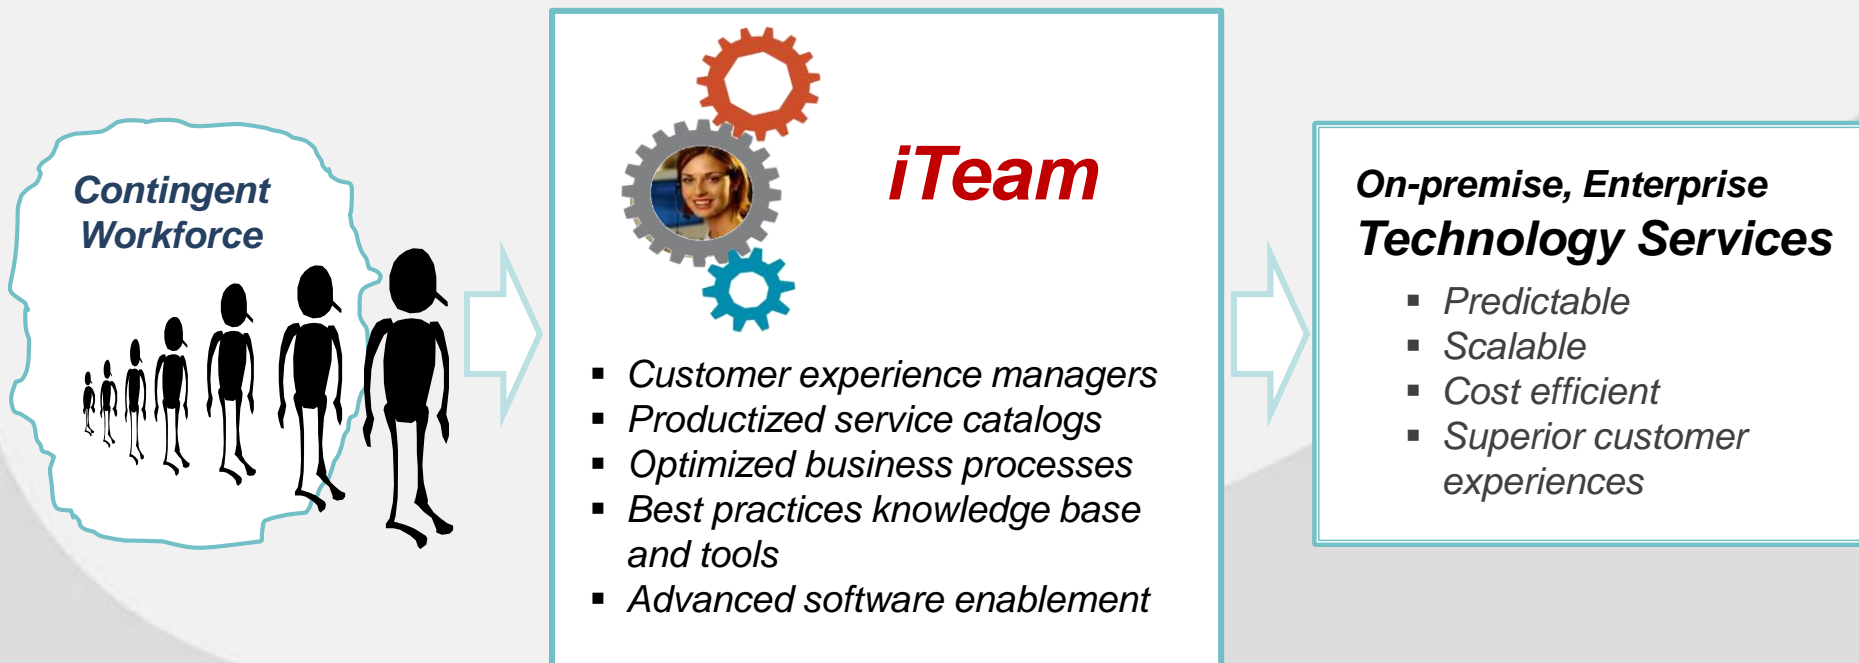 Contingent
Workforce
iTeam
▪ Customer experience managers
▪ Productized service catalogs
▪ Optimized business processes
▪ Best practices knowledge base
and tools
▪ Advanced software enablement
On-premise, Enterprise
Technology Services
▪ Predictable
▪ Scalable
▪ Cost efficient
▪ Superior customer
experiences